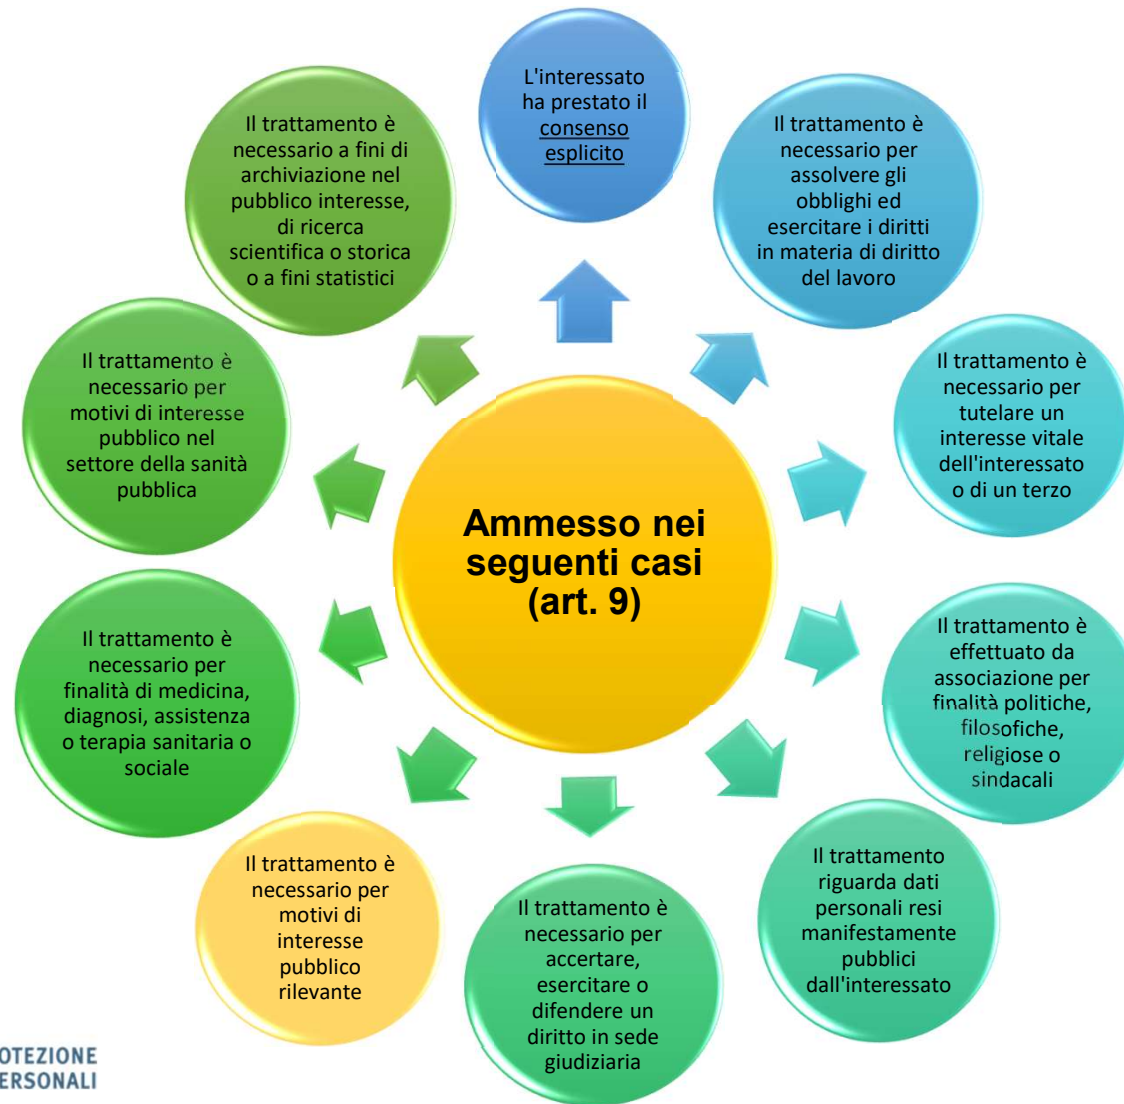 L'interessato
ha prestato il
consenso
esplicito
Il trattamento è
necessario per
assolvere gli
obblighi ed
esercitare i diritti
in materia di diritto
del lavoro
Il trattamento è
necessario per
tutelare un
interesse vitale
dell'interessato
o di un terzo
Il trattamento è
effettuato da
associazione per
finalità politiche,
filosofiche,
religiose o
sindacali
Il trattamento
riguarda dati
personali resi
manifestamente
pubblici
dall'interessato
Il trattamento è
necessario per
accertare,
esercitare o
difendere un
diritto in sede
giudiziaria
Il trattamento è
necessario per
motivi di
interesse
pubblico
rilevante
Il trattamento è
necessario per
finalità di medicina,
diagnosi, assistenza
o terapia sanitaria o
sociale
Il trattamento è
necessario per
motivi di interesse
pubblico nel
settore della sanità
pubblica
Il trattamento è
necessario a fini di
archiviazione nel
pubblico interesse,
di ricerca
scientifica o storica
o a fini statistici
Ammesso nei
seguenti casi
(art. 9)
OTEZIONE
ERSONALI